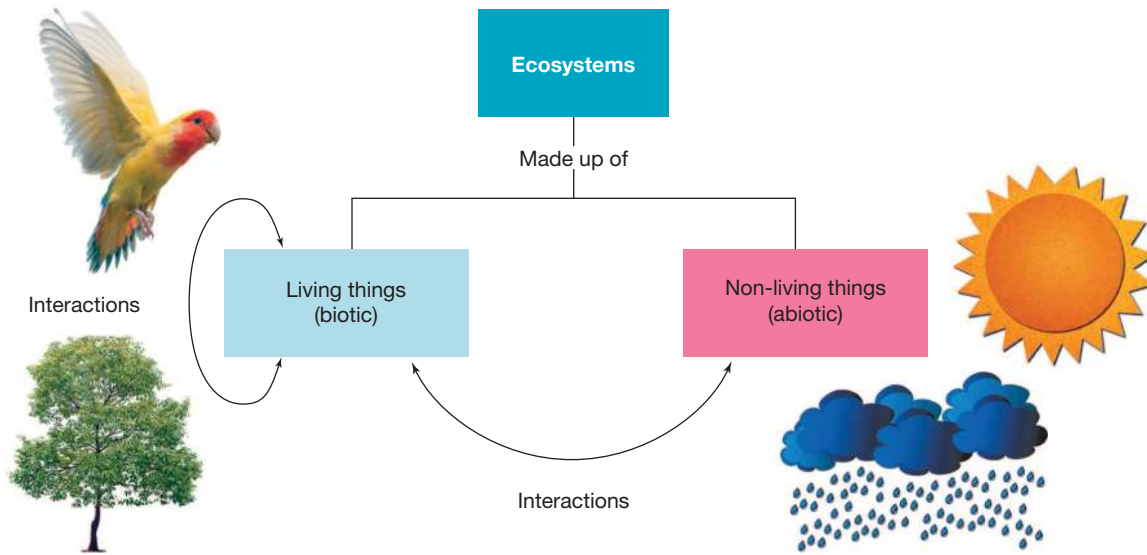 Ecosystems
Made up of
Living things
(biotic)
Non-living things
(abiotic)
Interactions
Interactions